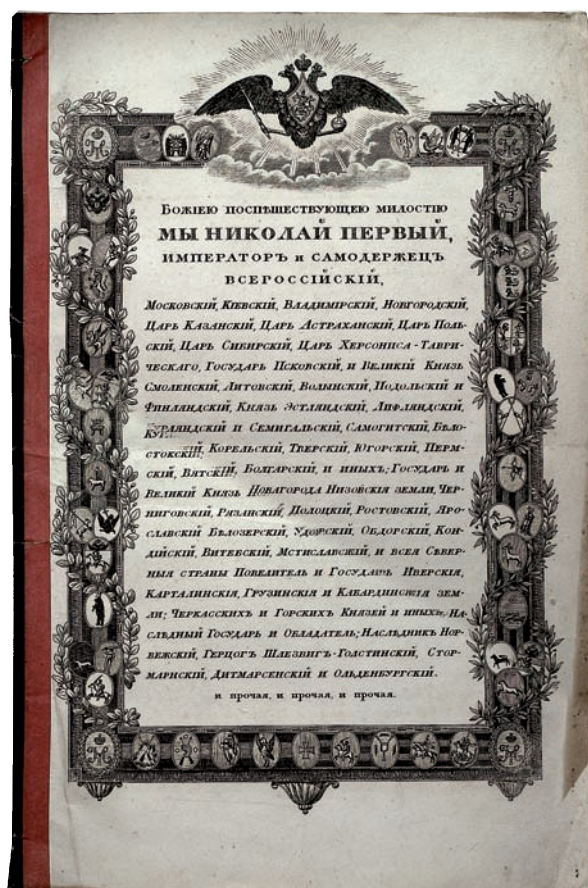 Божіею поспѣшествующею милостію
МЫ НИКОЛАЙ ПЕРВЫЙ,
ИМПЕРАТОРЪ и САМОДЕРЖЕЦЪ
ВСЕРОССІЙСКІЙ,
Московскій, Кіевскій, Владимірскій, Новгородскій,
Царь Казанскій, Царь Астраханскій, Царь Поль-
скій, Царь Сибирскій, Царь Херсониса-Таври-
ческаго, Государь Псковскій, и Великій Князь
Смоленскій, Литовскій, Волынскій, Подольскій и
Финляндскій, Князь Эстляндскій, Лифляндскій,
Курляндскій и Семигальскій, Самогитскій, Бѣло-
стокскій, Корельскій, Тверскій, Югорскій, Перм-
скій, Вятскій, Болгарскій, и иныхъ; Государь и
Великій Князь Новагорода Низовскія земли, Чер-
ниговскій, Рязанскій, Полоцкій, Ростовскій, Яро-
славскій Бѣлозерскій, Удорскій, Обдорскій, Кон-
дійскій, Витебскій, Мстиславскій, и всея Сѣвер-
ныя страны Повелитель и Государь Иверскія,
Карталинскія, Грузинскія и Кабардинскія зем-
ли; Черкасскихъ и Горскихъ Князей и иныхъ На-
слѣдный Государь и Обладатель; Наслѣдникъ Нор-
вежскій, Герцогъ Шлезвигъ-Голстинскій, Стор-
марнскій, Дитмарсенскій и Ольденбургскій.
и прочая, и прочая, и прочая.